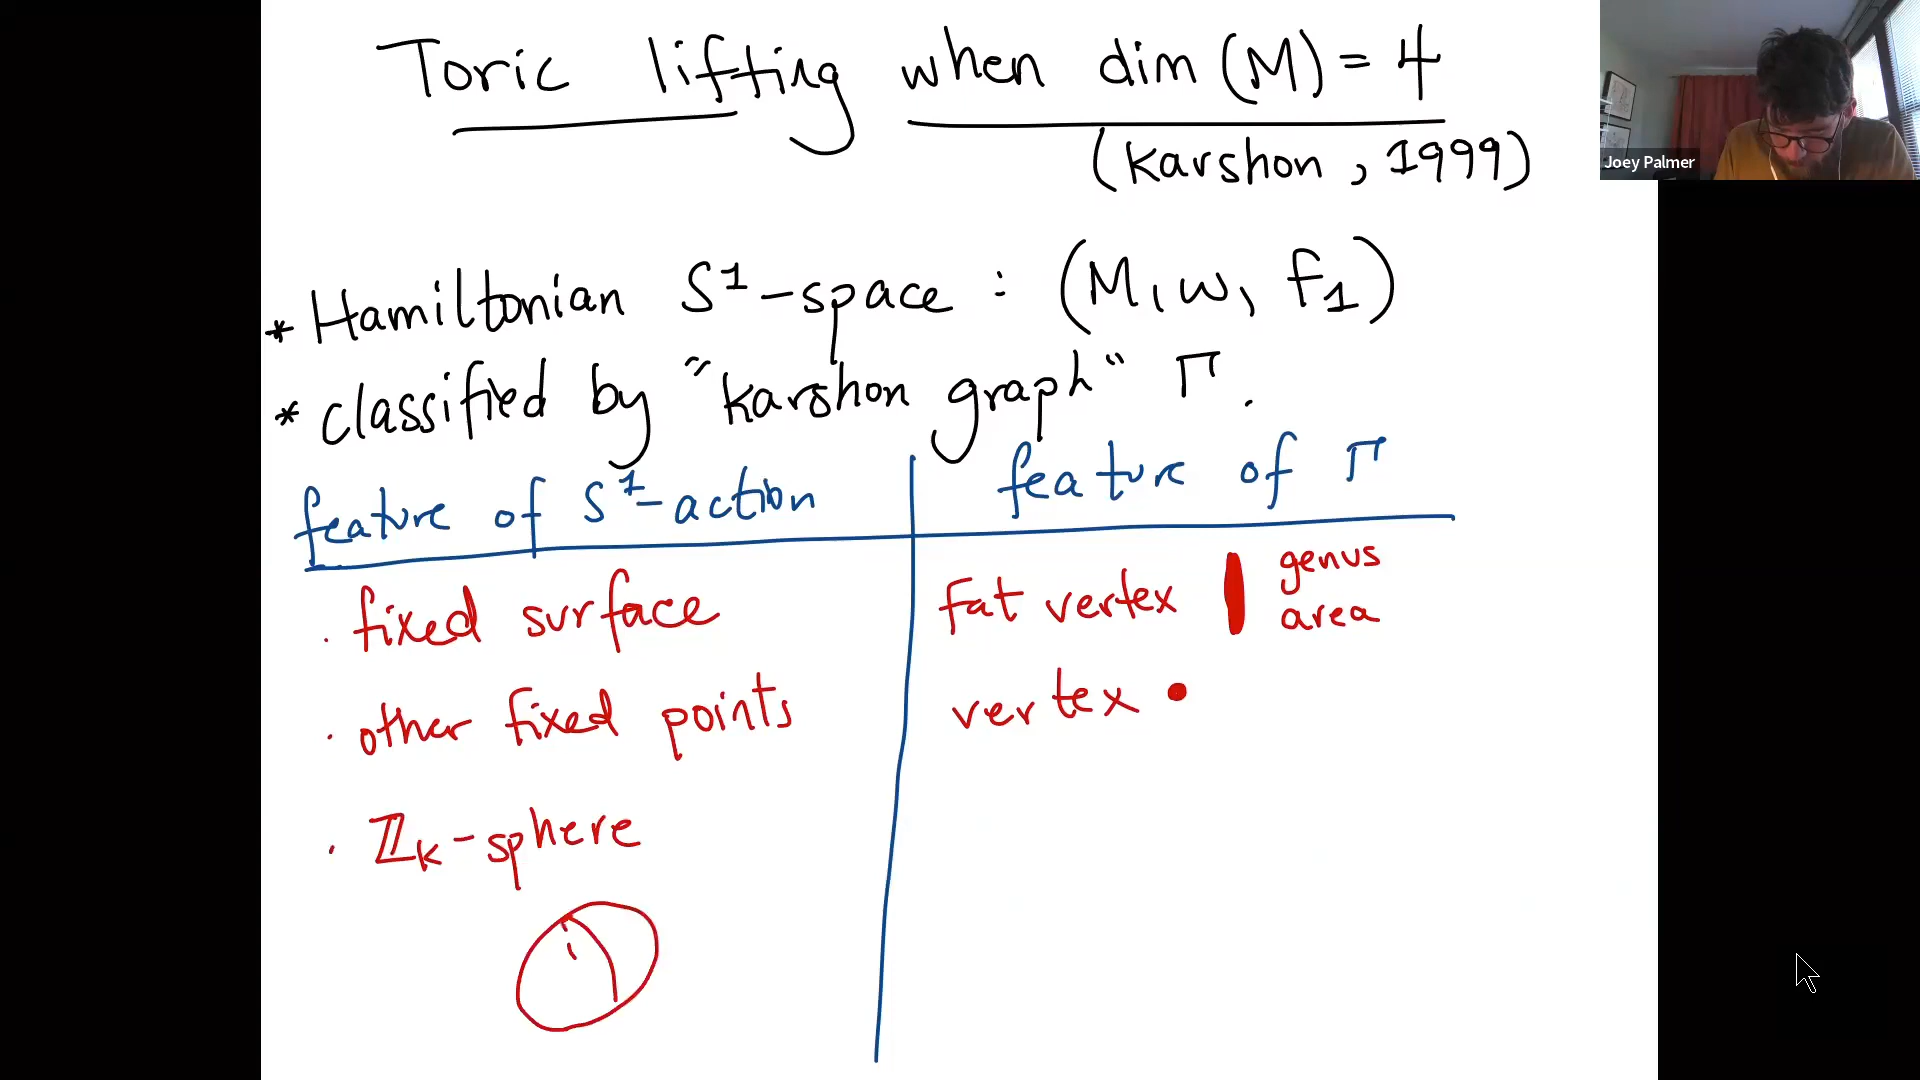 Toric lifting when dim (M) = 4
(Karshon, 1999)
Joey Palmer
* Hamiltonian S¹-space : (M, ω, f₁)
* classified by "Karshon graph" Γ.
feature of S¹-action
feature of Γ
· fixed surface
fat vertex
genus
area
· other fixed points
vertex
· ℤₖ-sphere